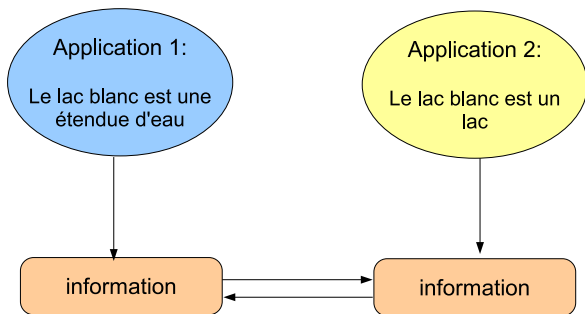 Application 1:
Le lac blanc est une
étendue d'eau
Application 2:
Le lac blanc est un
lac
information
information